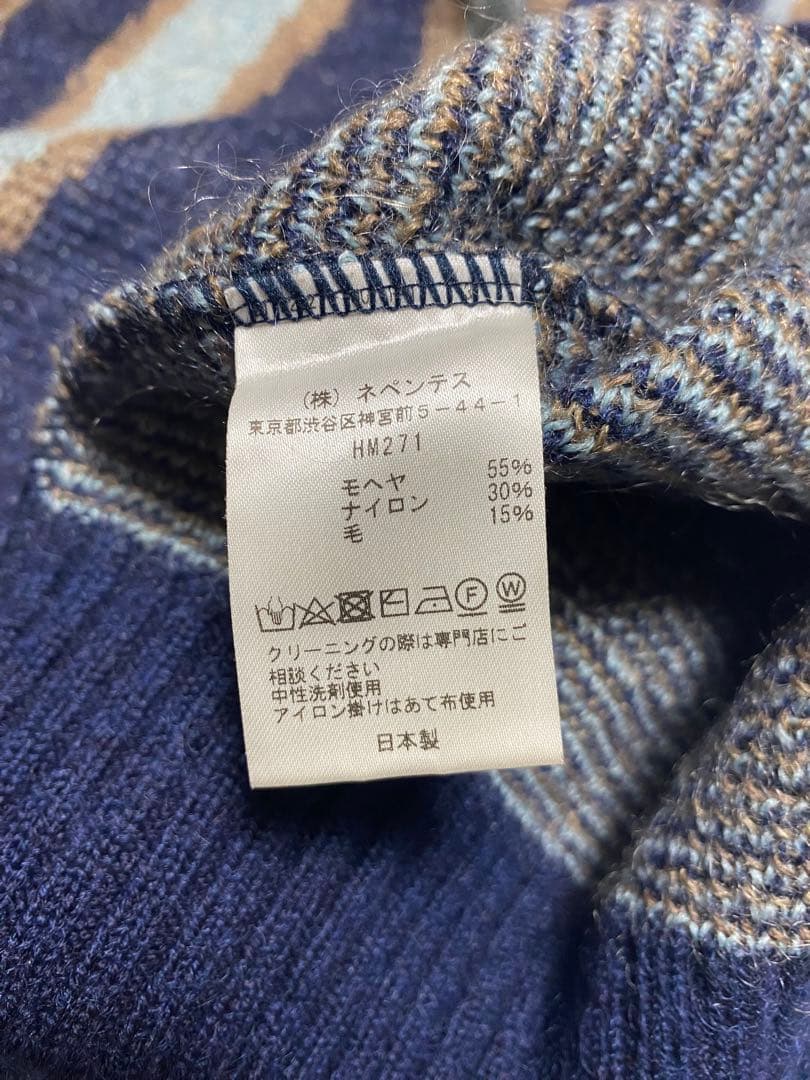 (株) ネペンテス
東京都渋谷区神宮前5-44-1
HM271
モヘヤ 55%
ナイロン 30%
毛 15%
F W
クリーニングの際は専門店にご
相談ください
中性洗剤使用
アイロン掛けはあて布使用
日本製